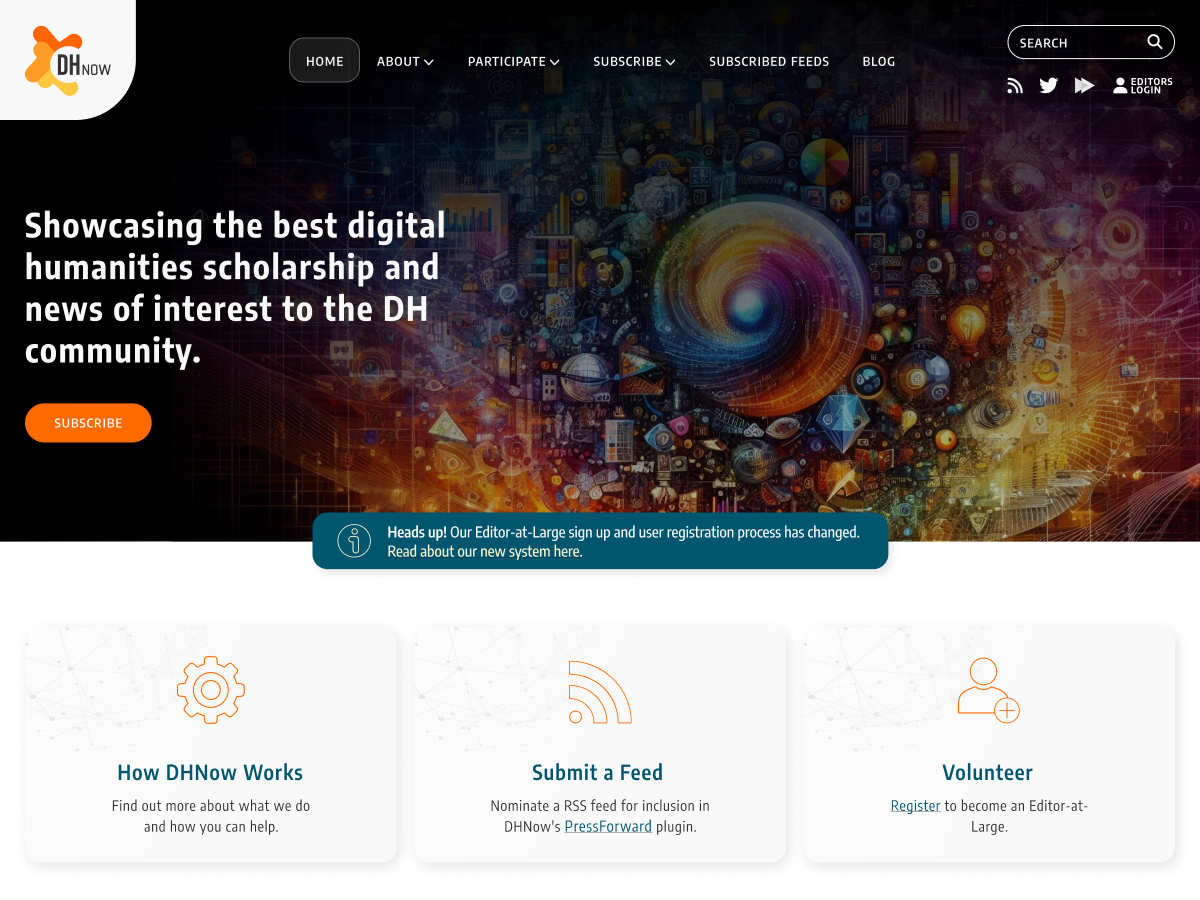 DHNOW
HOME
ABOUT
PARTICIPATE
SUBSCRIBE
SUBSCRIBED FEEDS
BLOG
SEARCH
EDITORS
LOGIN
Showcasing the best digital
humanities scholarship and
news of interest to the DH
community.
SUBSCRIBE
Heads up! Our Editor-at-Large sign up and user registration process has changed.
Read about our new system here.
How DHNow Works
Find out more about what we do
and how you can help.
Submit a Feed
Nominate a RSS feed for inclusion in
DHNow's PressForward plugin.
Volunteer
Register to become an Editor-at-
Large.